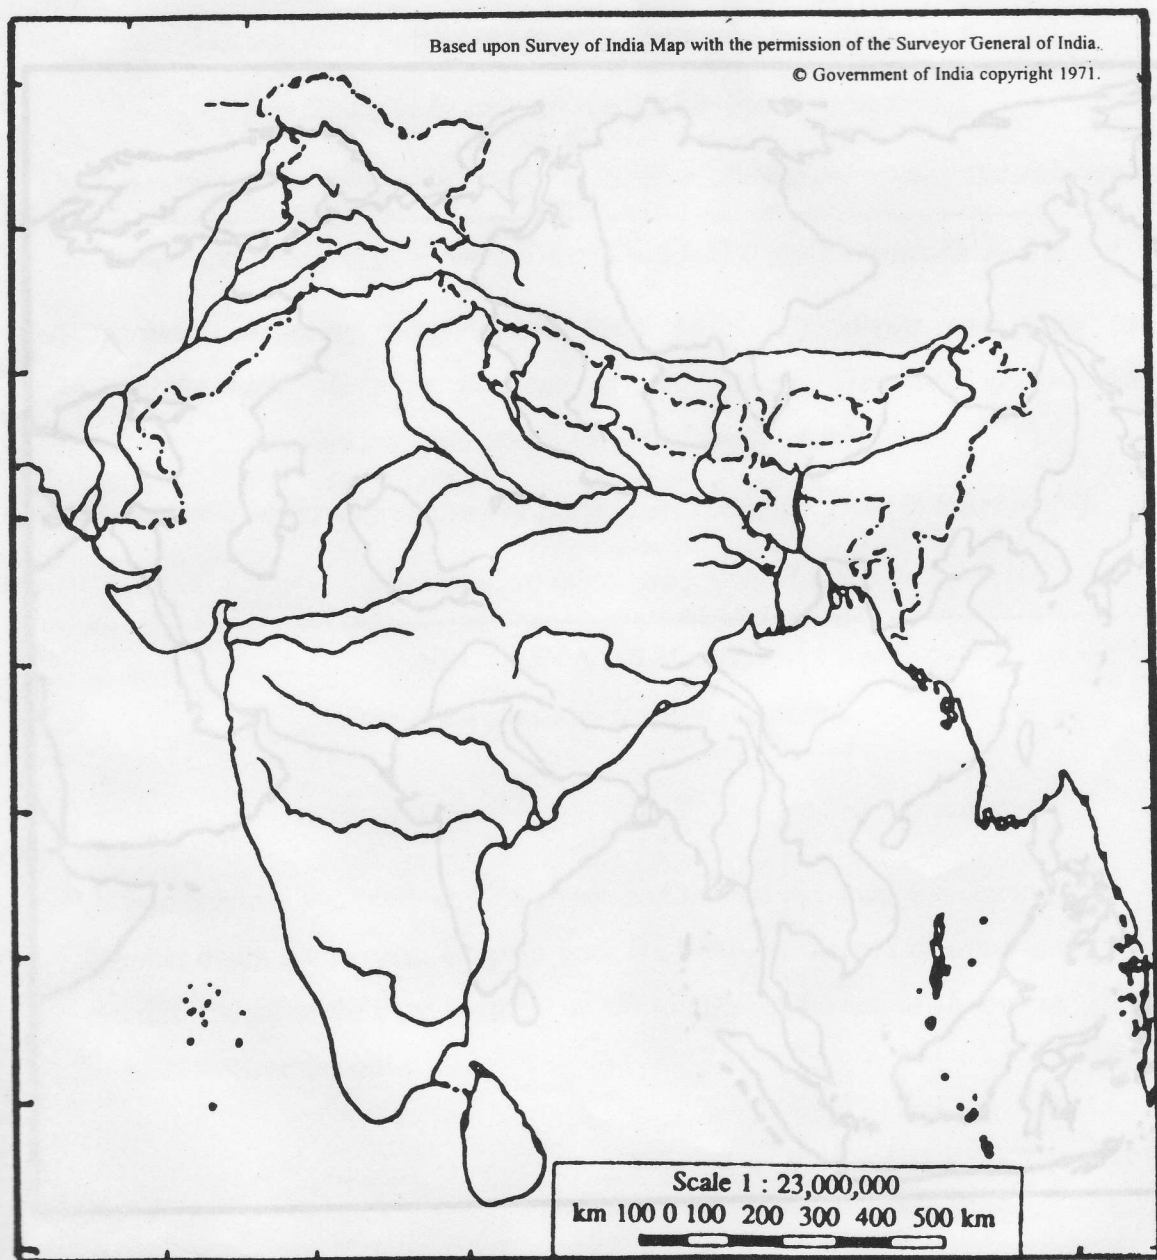 Based upon Survey of India Map with the permission of the Surveyor General of India.
© Government of India copyright 1971.
Scale 1 : 23,000,000
km 100 0 100 200 300 400 500 km